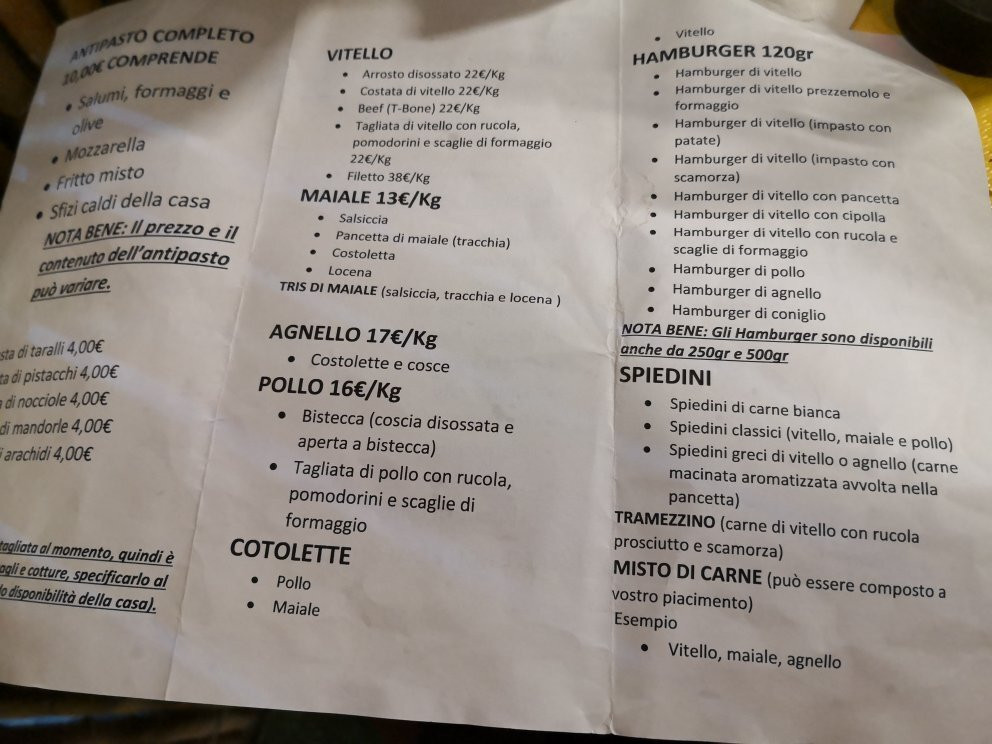 ANTIPASTO COMPLETO
10,00€ COMPRENDE
• Salumi, formaggi e
olive
• Mozzarella
• Fritto misto
• Sfizi caldi della casa
NOTA BENE: Il prezzo e il
contenuto dell'antipasto
può variare.
di taralli 4,00€
di pistacchi 4,00€
di nocciole 4,00€
di mandorle 4,00€
arachidi 4,00€
tagliata al momento, quindi è
e cotture, specificarlo al
disponibilità della casa).
VITELLO
• Arrosto disossato 22€/Kg
• Costata di vitello 22€/Kg
• Beef (T-Bone) 22€/Kg
• Tagliata di vitello con rucola,
pomodorini e scaglie di formaggio
22€/Kg
• Filetto 38€/Kg
MAIALE 13€/Kg
• Salsiccia
• Pancetta di maiale (tracchia)
• Costoletta
• Locena
TRIS DI MAIALE (salsiccia, tracchia e locena )
AGNELLO 17€/Kg
• Costolette e cosce
POLLO 16€/Kg
• Bistecca (coscia disossata e
aperta a bistecca)
• Tagliata di pollo con rucola,
pomodorini e scaglie di
formaggio
COTOLETTE
• Pollo
• Maiale
• Vitello
HAMBURGER 120gr
• Hamburger di vitello
• Hamburger di vitello prezzemolo e
formaggio
• Hamburger di vitello (impasto con
patate)
• Hamburger di vitello (impasto con
scamorza)
• Hamburger di vitello con pancetta
• Hamburger di vitello con cipolla
• Hamburger di vitello con rucola e
scaglie di formaggio
• Hamburger di pollo
• Hamburger di agnello
• Hamburger di coniglio
NOTA BENE: Gli Hamburger sono disponibili
anche da 250gr e 500gr
SPIEDINI
• Spiedini di carne bianca
• Spiedini classici (vitello, maiale e pollo)
• Spiedini greci di vitello o agnello (carne
macinata aromatizzata avvolta nella
pancetta)
TRAMEZZINO (carne di vitello con rucola
prosciutto e scamorza)
MISTO DI CARNE (può essere composto a
vostro piacimento)
Esempio
• Vitello, maiale, agnello